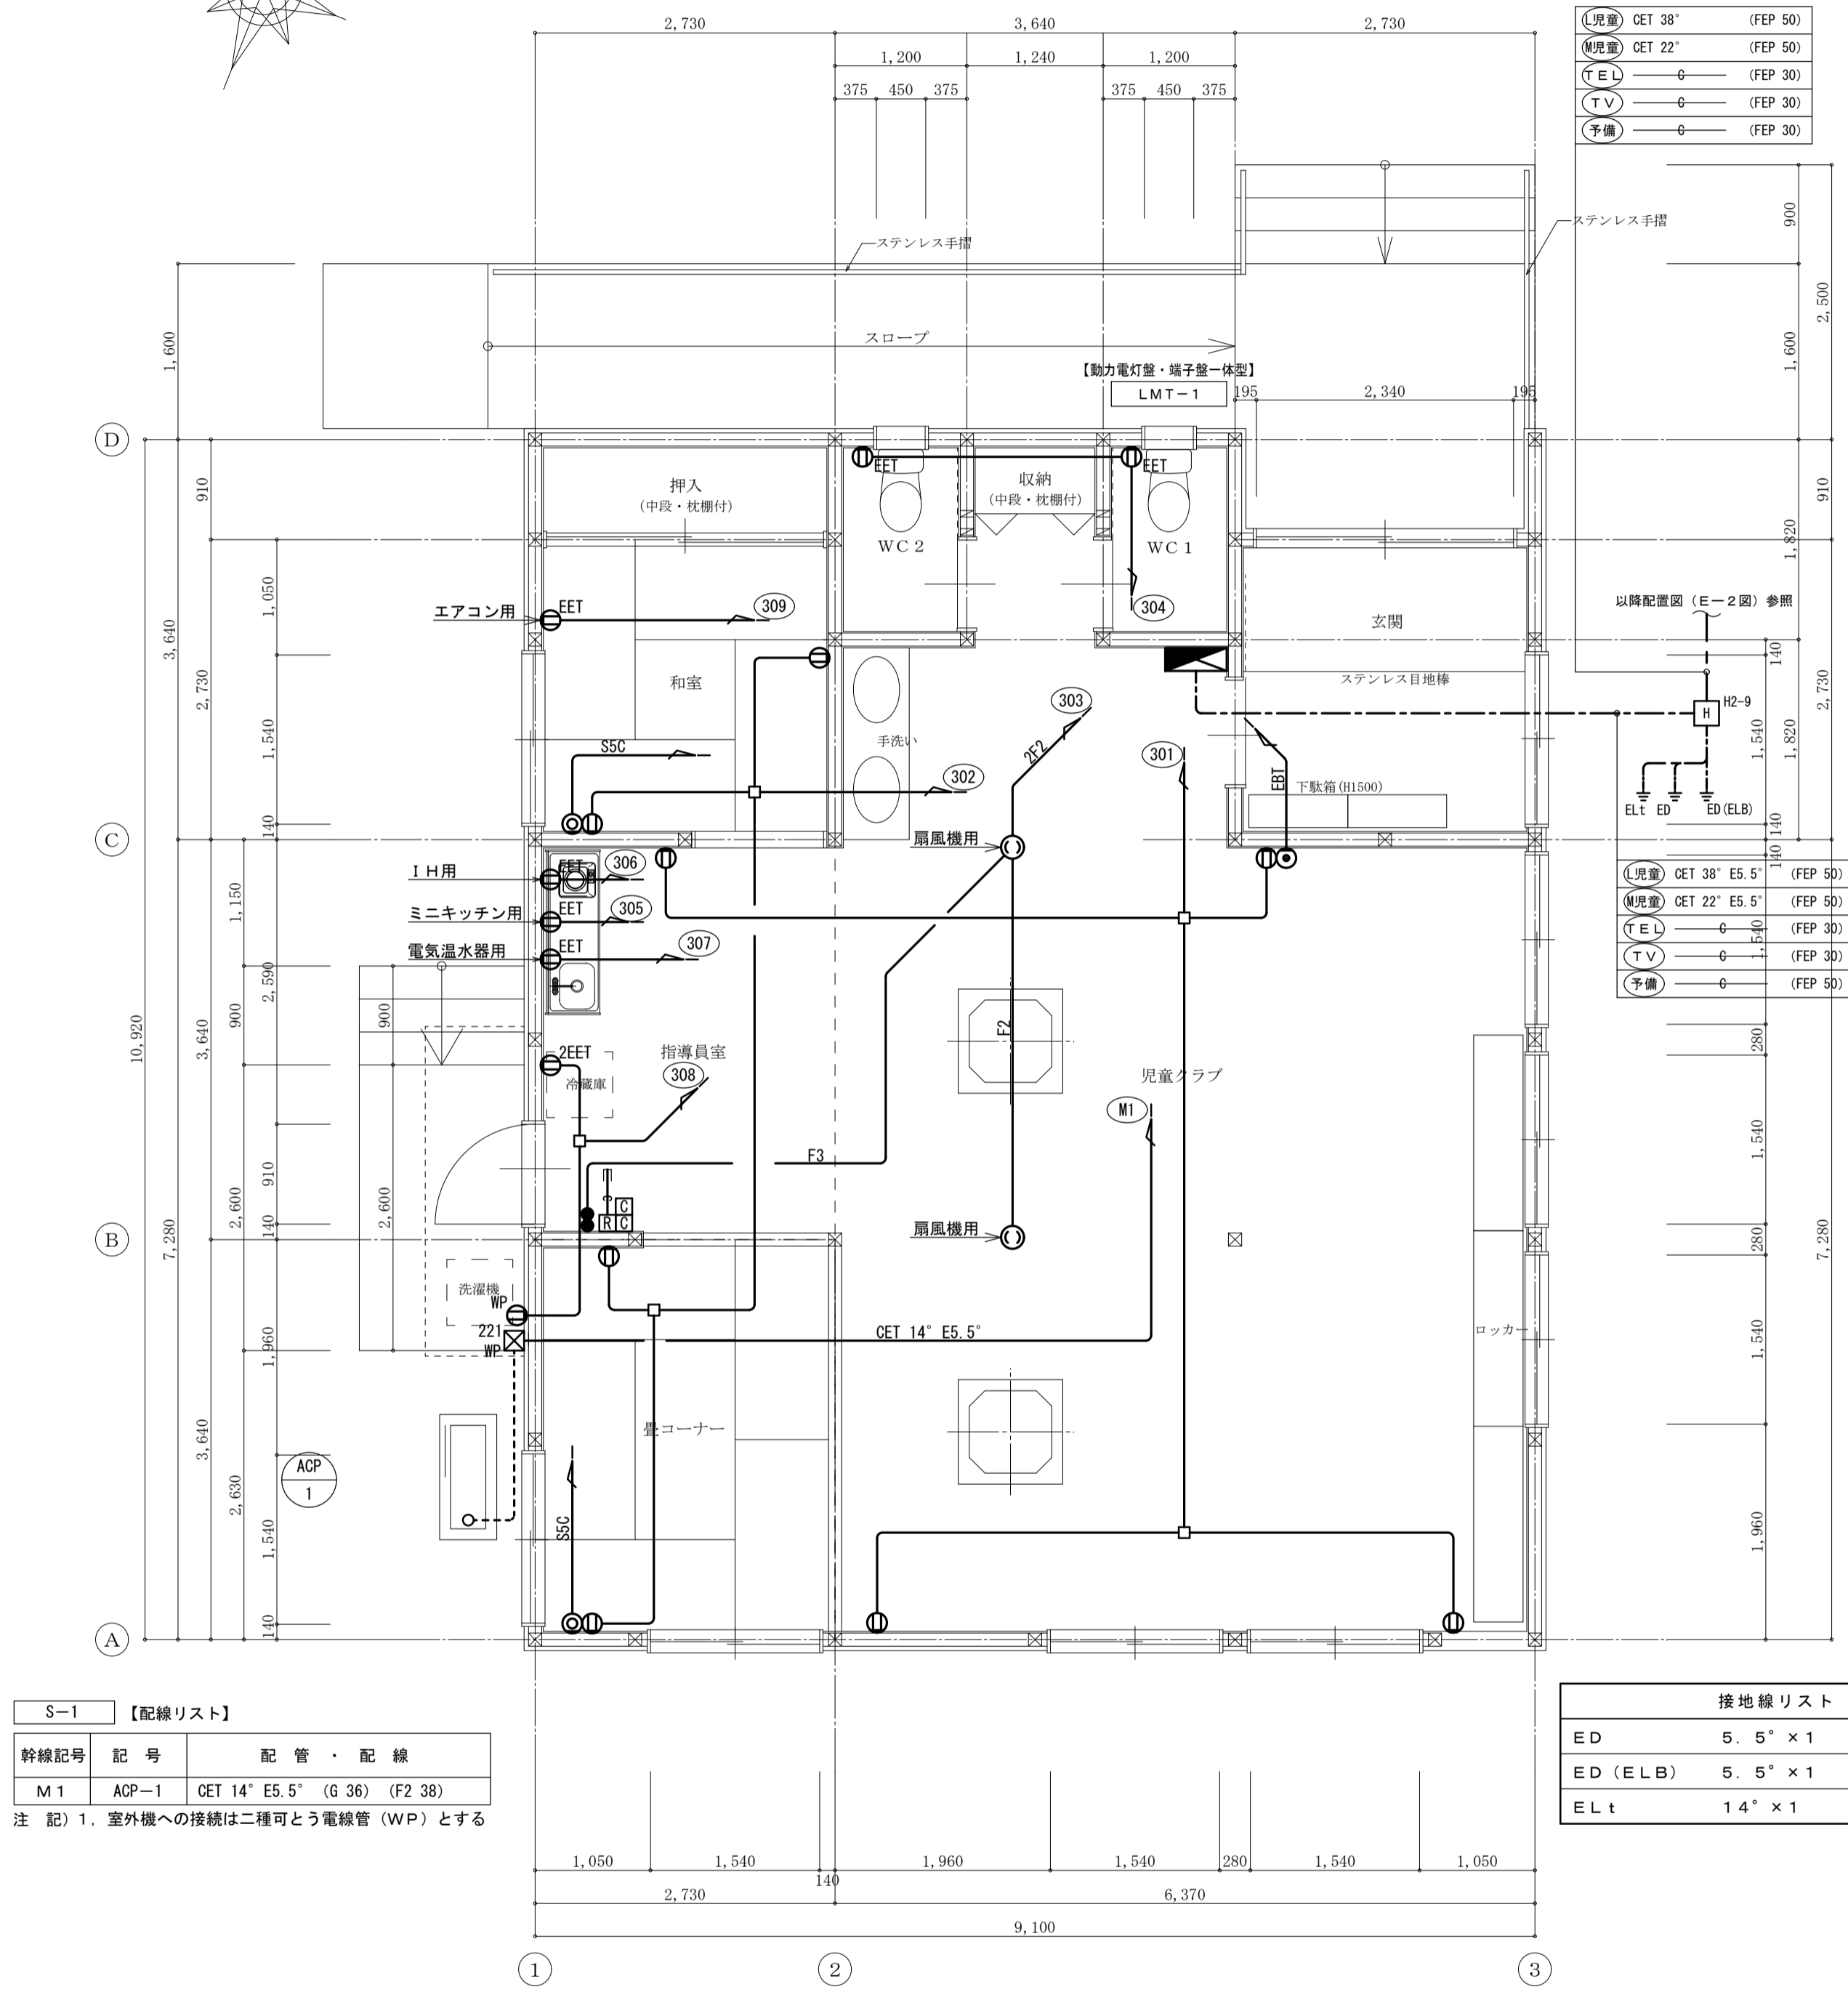 2,730
3,640
2,730
1,200
1,240
1,200
375
450
375
375
450
375
L児童 CET 38° (FEP 50)
M児童 CET 22° (FEP 50)
TEL C (FEP 30)
TV C (FEP 30)
予備 C (FEP 30)
ステンレス手摺
ステンレス手摺
900
2,500
1,600
1,600
スロープ
【動力電灯盤・端子盤一体型】
LMT-1
195
2,340
195
D
910
押入
(中段・枕棚付)
EET
WC2
収納
(中段・枕棚付)
EET
WC1
910
1,820
エアコン用
EET
309
304
玄関
以降配置図(E-2図)参照
1,050
3,640
2,730
和室
303
ステンレス目地棒
140
H
H2-9
2,730
手洗い
2F2
1,540
S5C
301
EBT
1,540
1,820
302
下駄箱(H1500)
ELt
ED
ED(ELB)
140
C
扇風機用
140
140
IH用
EET
306
ミニキッチン用
EET
305
電気温水器用
EET
307
L児童 CET 38° E5.5° (FEP 50)
M児童 CET 22° E5.5° (FEP 50)
TEL C (FEP 30)
TV C (FEP 30)
予備 C (FEP 50)
1,540
1,150
2,590
900
900
10,920
3,640
F2
2EET
冷蔵庫
指導員室
308
児童クラブ
M1
280
1,540
910
F3
2,600
2,600
7,280
140
C
C
R
C
B
扇風機用
280
7,280
洗濯機
WP
221
WP
CET 14° E5.5°
1,960
ロッカー
1,540
3,640
畳コーナー
ACP
1
2,630
1,540
S5C
1,960
140
A
S-1
【配線リスト】
幹線記号 記号 配管・配線
M1 ACP-1 CET 14° E5.5° (G 36) (F2 38)
注 記) 1, 室外機への接続は二種可とう電線管(WP)とする
接地線リスト
ED 5.5°×1
ED(ELB) 5.5°×1
ELt 14°×1
1,050
1,540
140
1,960
1,540
280
1,540
1,050
2,730
6,370
9,100
1
2
3